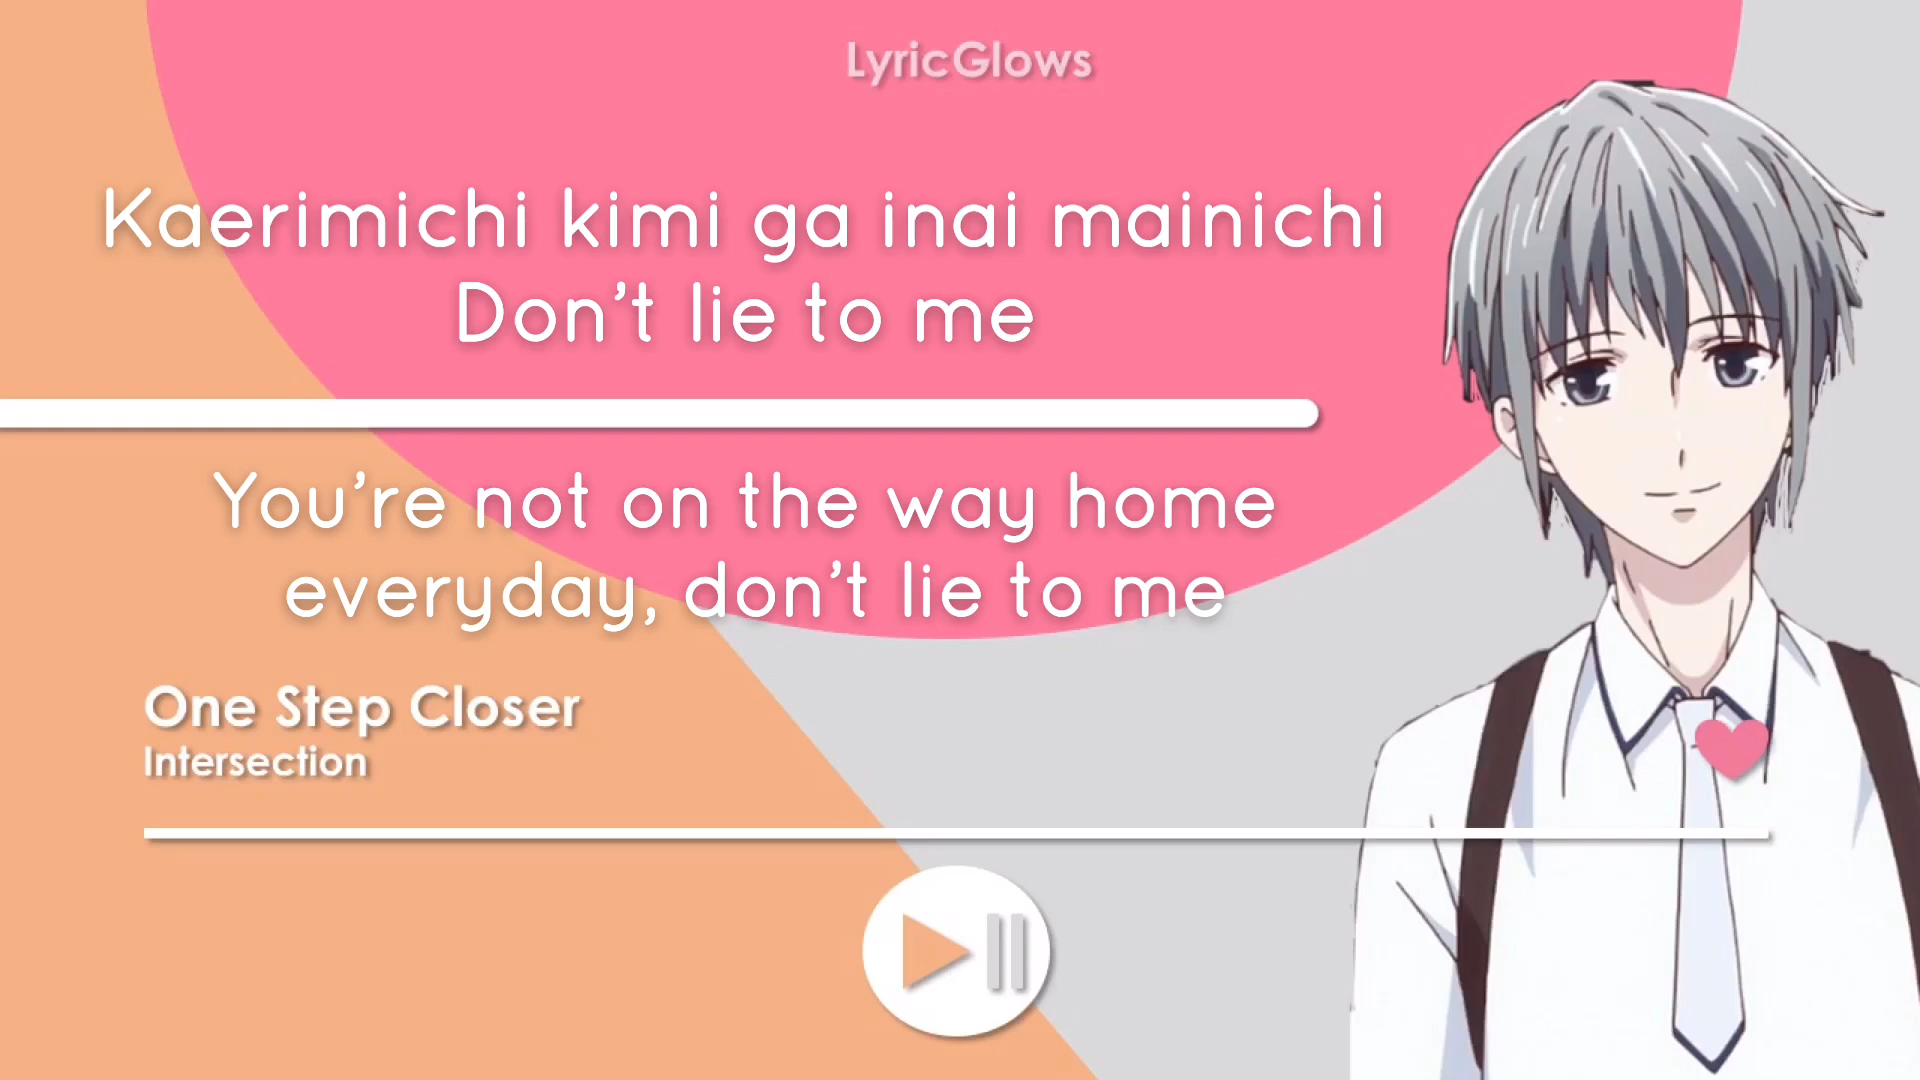 LyricGlows
Kaerimichi kimi ga inai mainichi
Don't lie to me
You're not on the way home
everyday, don't lie to me
One Step Closer
Intersection